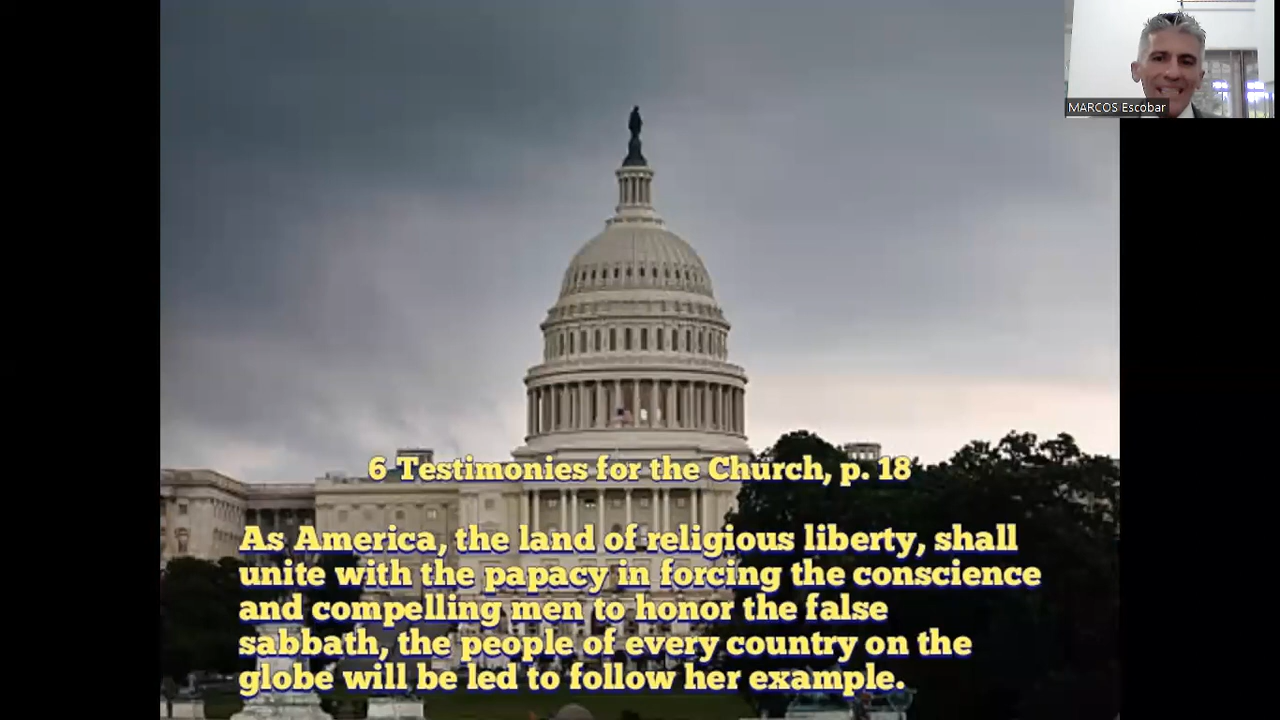 MARCOS Escobar
6 Testimonies for the Church, p. 18
As America, the land of religious liberty, shall
unite with the papacy in forcing the conscience
and compelling men to honor the false
sabbath, the people of every country on the
globe will be led to follow her example.